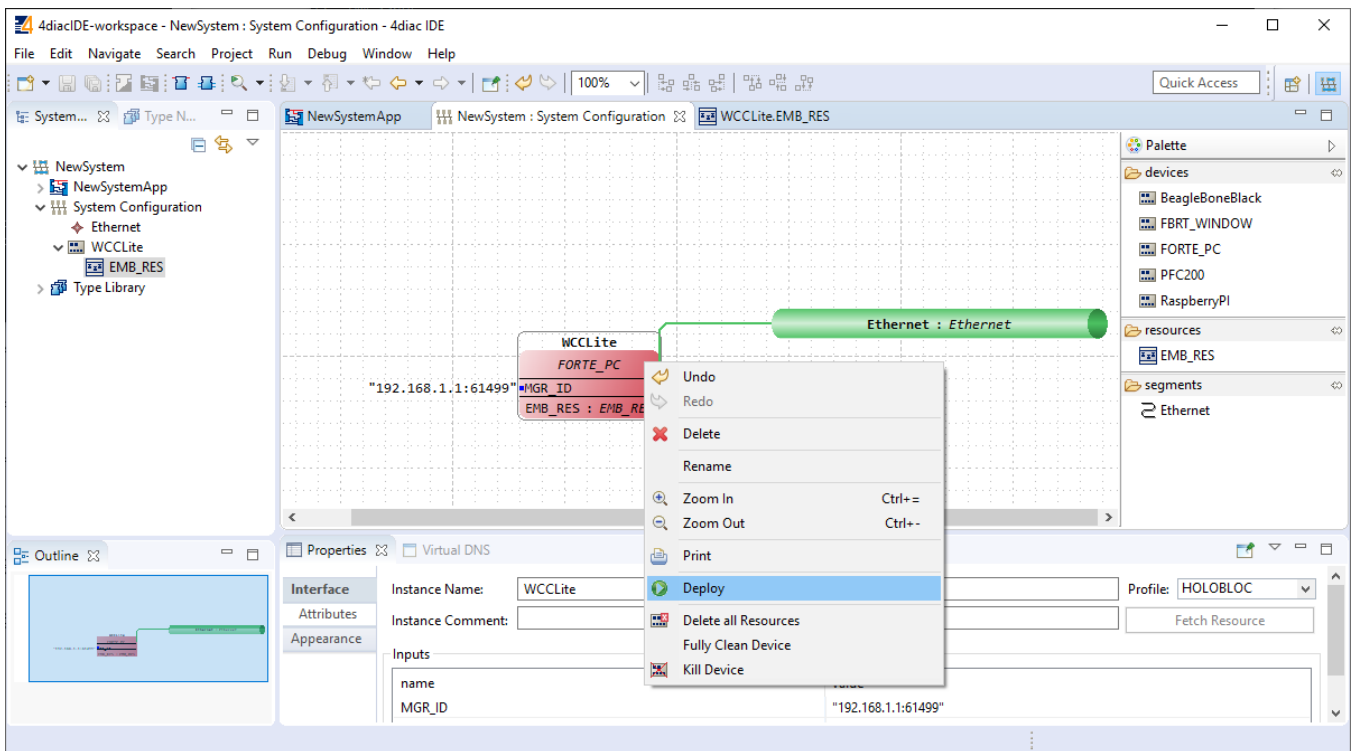 4diacIDE-workspace - NewSystem : System Configuration - 4diac IDE
File Edit Navigate Search Project Run Debug Window Help
100%
Quick Access
System...
Type N...
NewSystemApp
NewSystem : System Configuration
WCCLite.EMB_RES
NewSystem
NewSystemApp
System Configuration
Ethernet
WCCLite
EMB_RES
Type Library
Ethernet : Ethernet
WCCLite
FORTE_PC
"192.168.1.1:61499"
MGR_ID
EMB_RES : EMB_RE
Undo
Redo
Delete
Rename
Zoom In Ctrl+=
Zoom Out Ctrl+-
Print
Deploy
Delete all Resources
Fully Clean Device
Kill Device
Palette
devices
BeagleBoneBlack
FBRT_WINDOW
FORTE_PC
PFC200
RaspberryPI
resources
EMB_RES
segments
Ethernet
Outline
Properties
Virtual DNS
Interface
Attributes
Appearance
Instance Name: WCCLite
Profile: HOLOBLOC
Instance Comment:
Fetch Resource
Inputs
name
MGR_ID "192.168.1.1:61499"